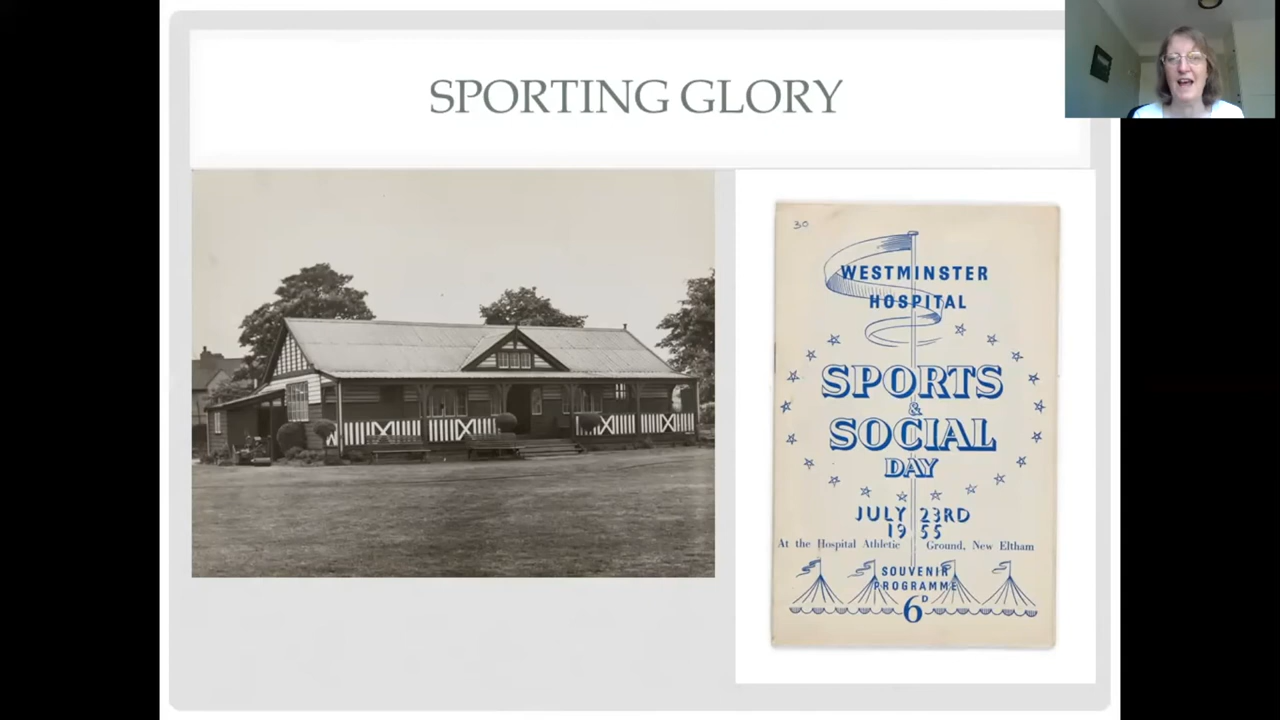 SPORTING GLORY
30
WESTMINSTER
HOSPITAL
SPORTS
&
SOCIAL
DAY
JULY 23RD
1955
At the Hospital Athletic Ground, New Eltham
SOUVENIR
PROGRAMME
6D